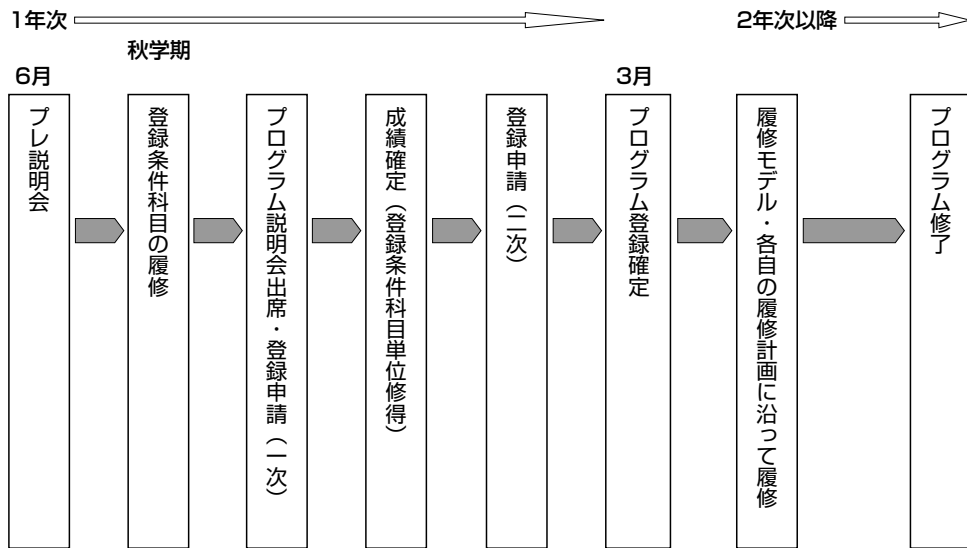 1年次
2年次以降
秋学期
6月
3月
プレ説明会
登録条件科目の履修
プログラム説明会出席・登録申請（一次）
成績確定（登録条件科目単位修得）
登録申請（二次）
プログラム登録確定
履修モデル・各自の履修計画に沿って履修
プログラム修了